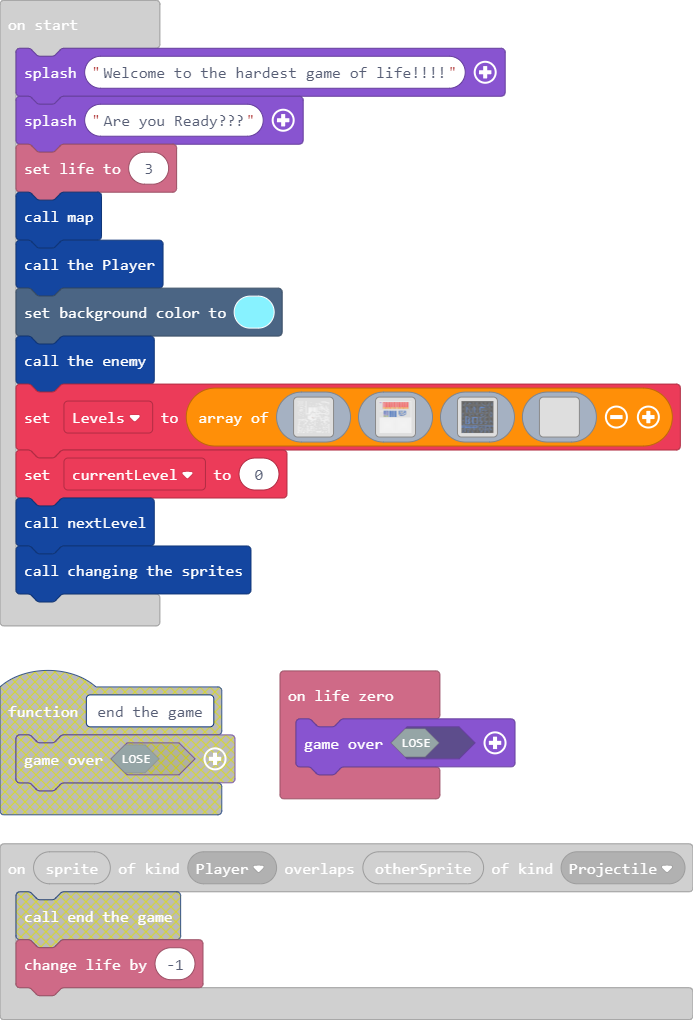 on start
splash "Welcome to the hardest game of life!!!!"
splash "Are you Ready???"
set life to 3
call map
call the Player
set background color to
call the enemy
set Levels to array of
set currentLevel to 0
call nextLevel
call changing the sprites
function end the game
game over LOSE
on life zero
game over LOSE
on sprite of kind Player overlaps otherSprite of kind Projectile
call end the game
change life by -1